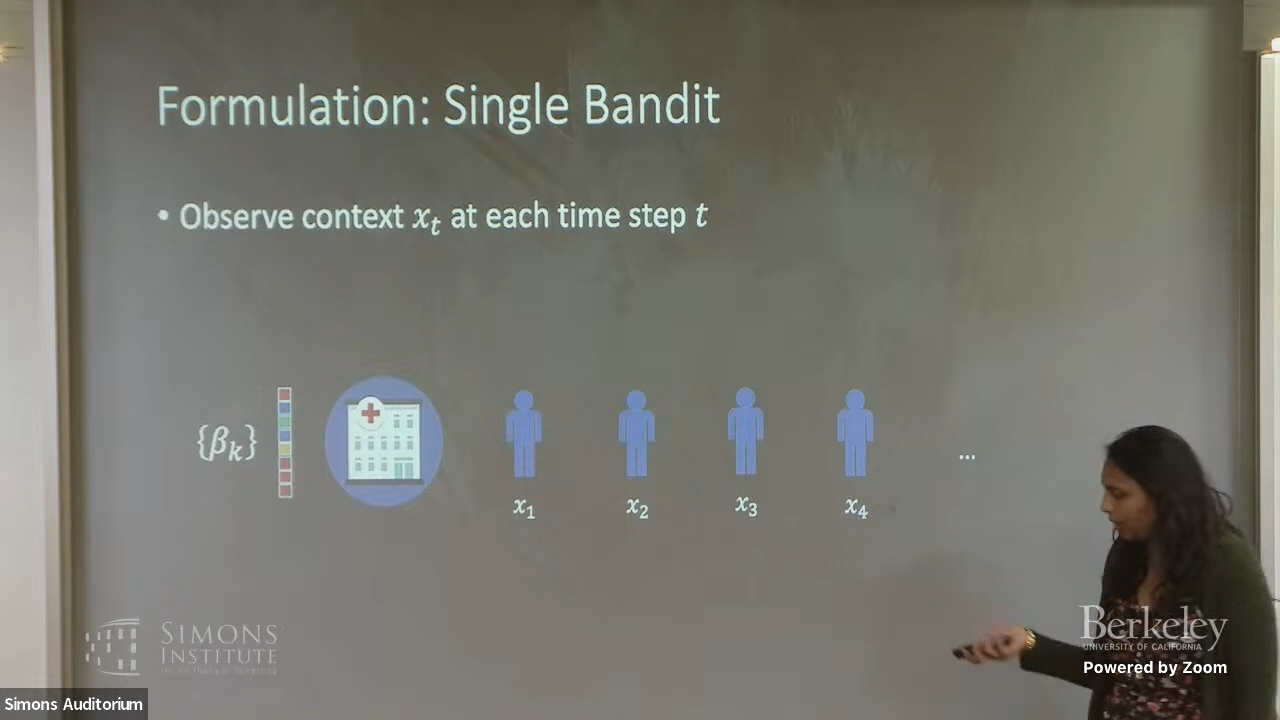 Formulation: Single Bandit
• Observe context xₜ at each time step t
{βₖ}
x₁ x₂ x₃ x₄ ...
SIMONS
INSTITUTE
Berkeley
UNIVERSITY OF CALIFORNIA
Powered by Zoom
Simons Auditorium